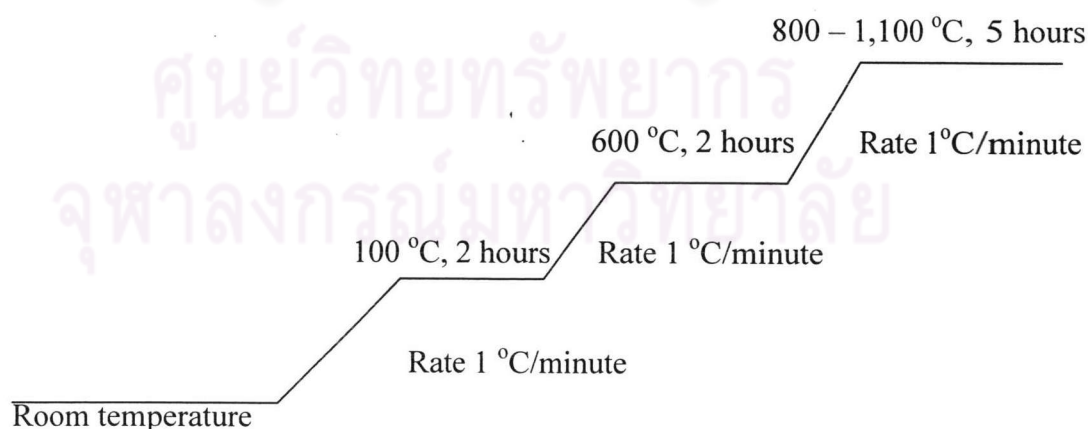 800 – 1,100 °C, 5 hours
ศูนย์วิทยทรัพยากร
600 °C, 2 hours
Rate 1°C/minute
จุฬาลงกรณ์มหาวิทยาลัย
100 °C, 2 hours
Rate 1 °C/minute
Rate 1 °C/minute
Room temperature